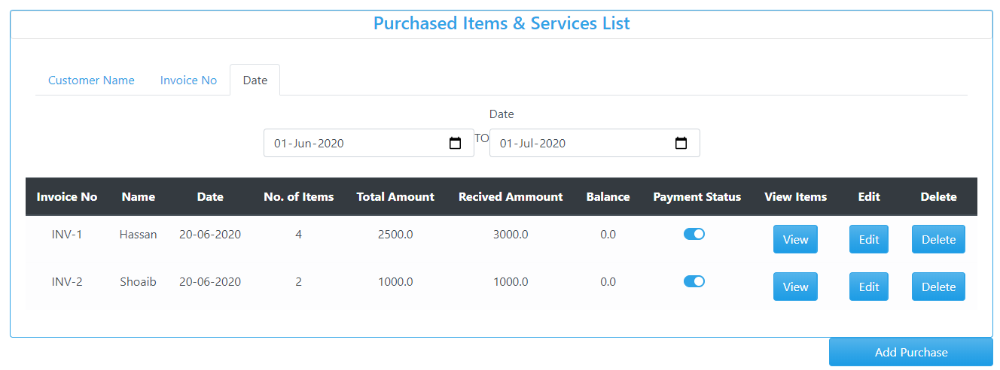 Purchased Items & Services List
Customer Name Invoice No Date
Date
01-Jun-2020 TO 01-Jul-2020
Invoice No Name Date No. of Items Total Amount Recived Ammount Balance Payment Status View Items Edit Delete
INV-1 Hassan 20-06-2020 4 2500.0 3000.0 0.0 View Edit Delete
INV-2 Shoaib 20-06-2020 2 1000.0 1000.0 0.0 View Edit Delete
Add Purchase